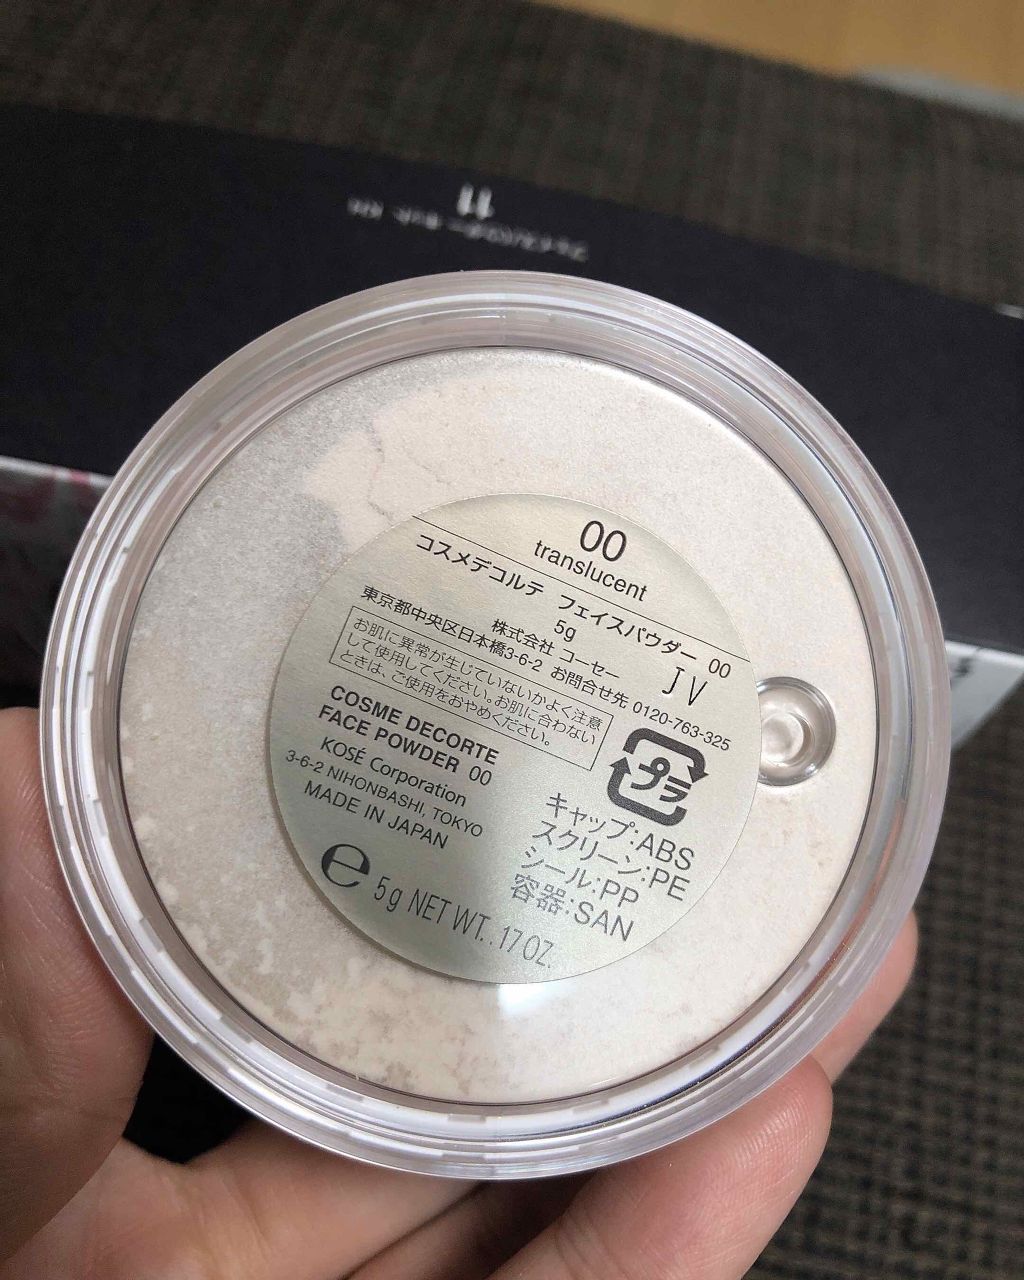 00
translucent
コスメデコルテ フェイスパウダー 00
5g JV
株式会社 コーセー
東京都中央区日本橋3-6-2 お問合せ先 0120-763-325
お肌に異常が生じていないかよく注意
して使用してください。お肌に合わない
ときは、ご使用をおやめください。
COSME DECORTE
FACE POWDER 00
KOSÉ Corporation
3-6-2 NIHONBASHI, TOKYO
MADE IN JAPAN
℮ 5g NET WT. .17 OZ.
プラ
キャップ:ABS
スクリーン:PE
シール:PP
容器:SAN
11